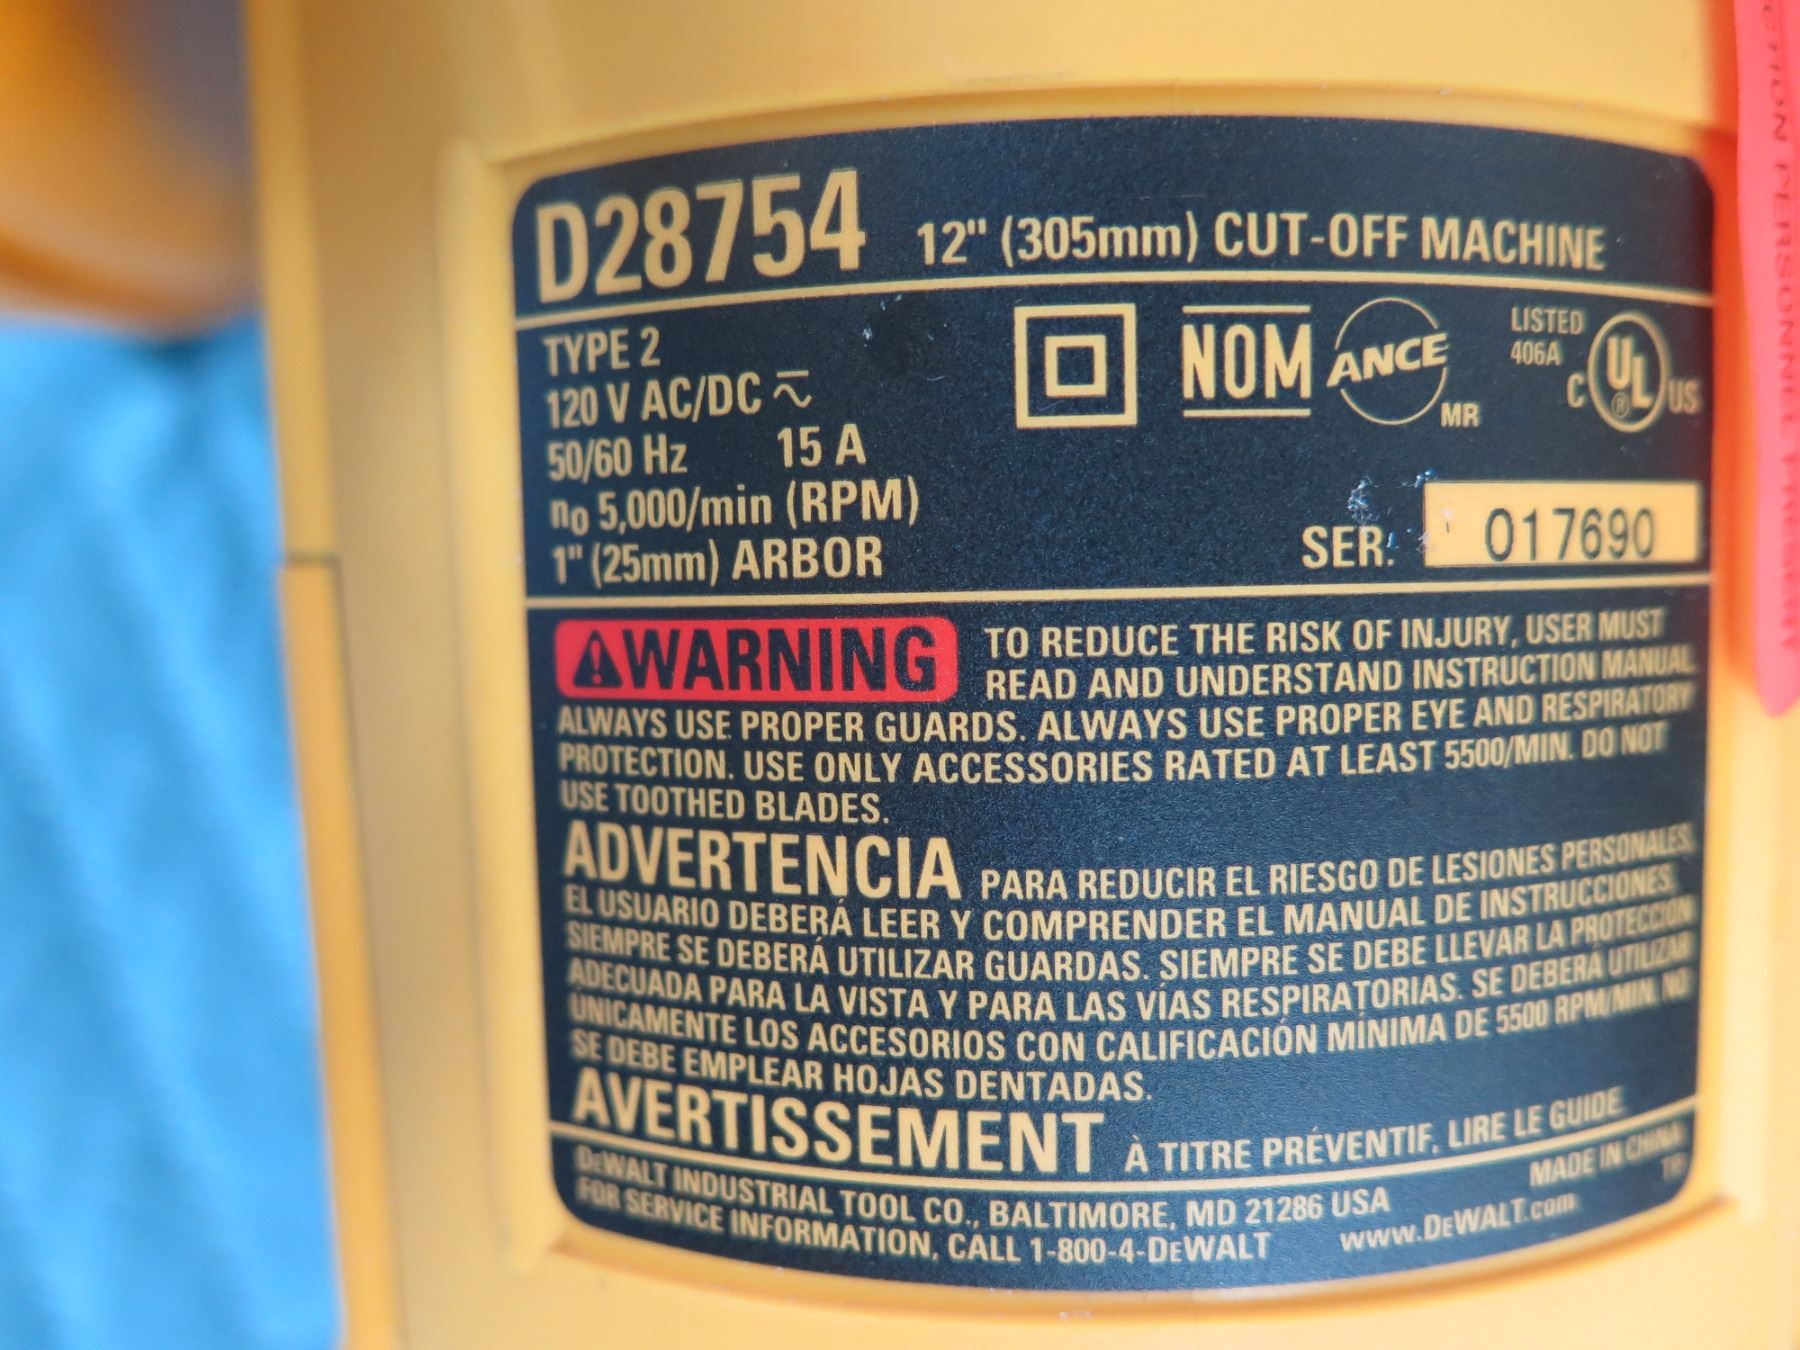 D28754 12" (305mm) CUT-OFF MACHINE
TYPE 2
120 V AC/DC ⎓∿
50/60 Hz 15 A
no 5,000/min (RPM)
1" (25mm) ARBOR
NOM
ANCE
MR
LISTED
406A
C UL® US
SER. 017690
WARNING TO REDUCE THE RISK OF INJURY, USER MUST
READ AND UNDERSTAND INSTRUCTION MANUAL.
ALWAYS USE PROPER GUARDS. ALWAYS USE PROPER EYE AND RESPIRATORY
PROTECTION. USE ONLY ACCESSORIES RATED AT LEAST 5500/MIN. DO NOT
USE TOOTHED BLADES.
ADVERTENCIA PARA REDUCIR EL RIESGO DE LESIONES PERSONALES,
EL USUARIO DEBERÁ LEER Y COMPRENDER EL MANUAL DE INSTRUCCIONES.
SIEMPRE SE DEBERÁ UTILIZAR GUARDAS. SIEMPRE SE DEBE LLEVAR LA PROTECCIÓN
ADECUADA PARA LA VISTA Y PARA LAS VÍAS RESPIRATORIAS. SE DEBERÁ UTILIZAR
ÚNICAMENTE LOS ACCESORIOS CON CALIFICACIÓN MÍNIMA DE 5500 RPM/MIN. NO
SE DEBE EMPLEAR HOJAS DENTADAS.
AVERTISSEMENT À TITRE PRÉVENTIF, LIRE LE GUIDE.
DEWALT INDUSTRIAL TOOL CO., BALTIMORE, MD 21286 USA
MADE IN CHINA
FOR SERVICE INFORMATION, CALL 1-800-4-DEWALT www.DEWALT.com
PERSONNEL PRESENT